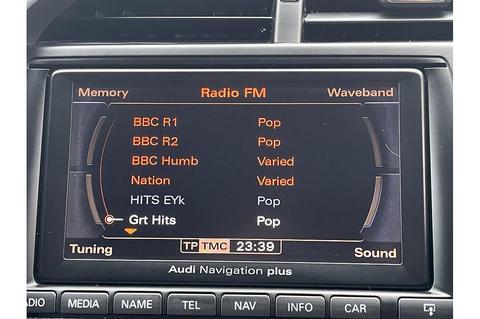 Memory Radio FM Waveband
BBC R1 Pop
BBC R2 Pop
BBC Humb Varied
Nation Varied
HITS EYk Pop
Grt Hits Pop
Tuning TP TMC 23:39 Sound
Audi Navigation plus
MEDIA NAME TEL NAV INFO CAR